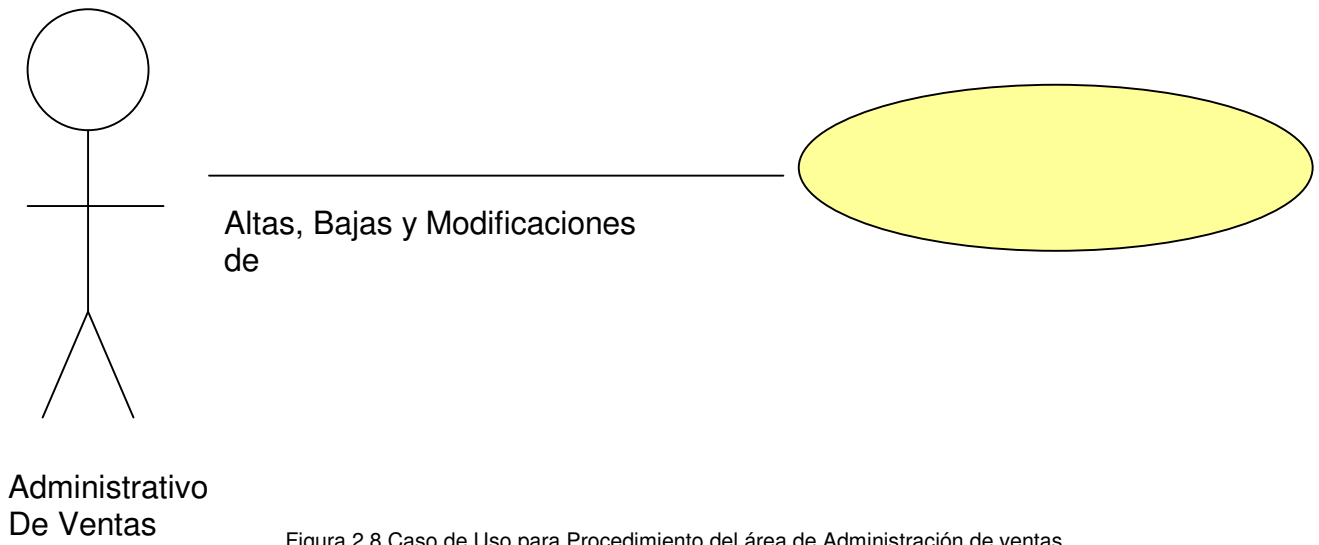 Altas, Bajas y Modificaciones
de
Administrativo
De Ventas
Figura 2.8 Caso de Uso para Procedimiento del área de Administración de ventas